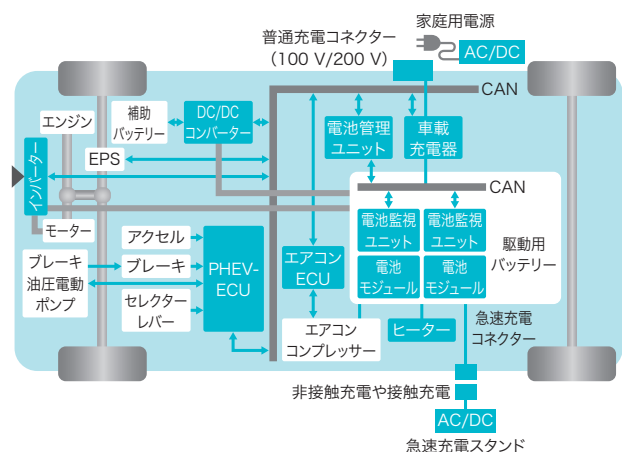 家庭用電源
普通充電コネクター
（100 V/200 V）
AC/DC
CAN
エンジン
補助
バッテリー
DC/DC
コンバーター
電池管理
ユニット
車載
充電器
インバーター
EPS
CAN
モーター
アクセル
ブレーキ
油圧電動
ポンプ
ブレーキ
セレクター
レバー
PHEV-
ECU
エアコン
ECU
エアコン
コンプレッサー
電池監視
ユニット
電池監視
ユニット
電池
モジュール
電池
モジュール
駆動用
バッテリー
ヒーター
急速充電
コネクター
非接触充電や接触充電
AC/DC
急速充電スタンド